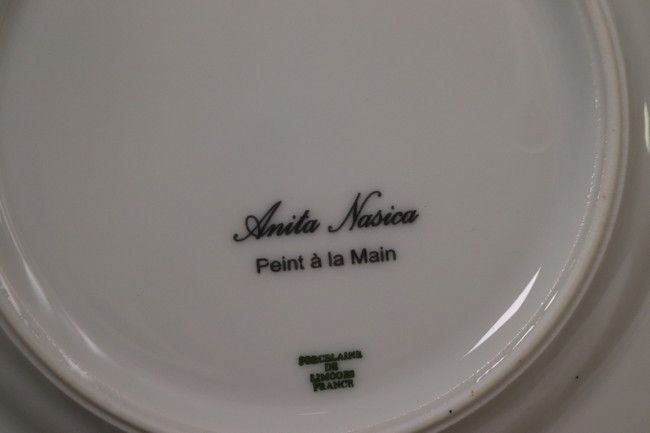 Anita Nasica
Peint à la Main
PORCELAINE
DE
LIMOGES
FRANCE